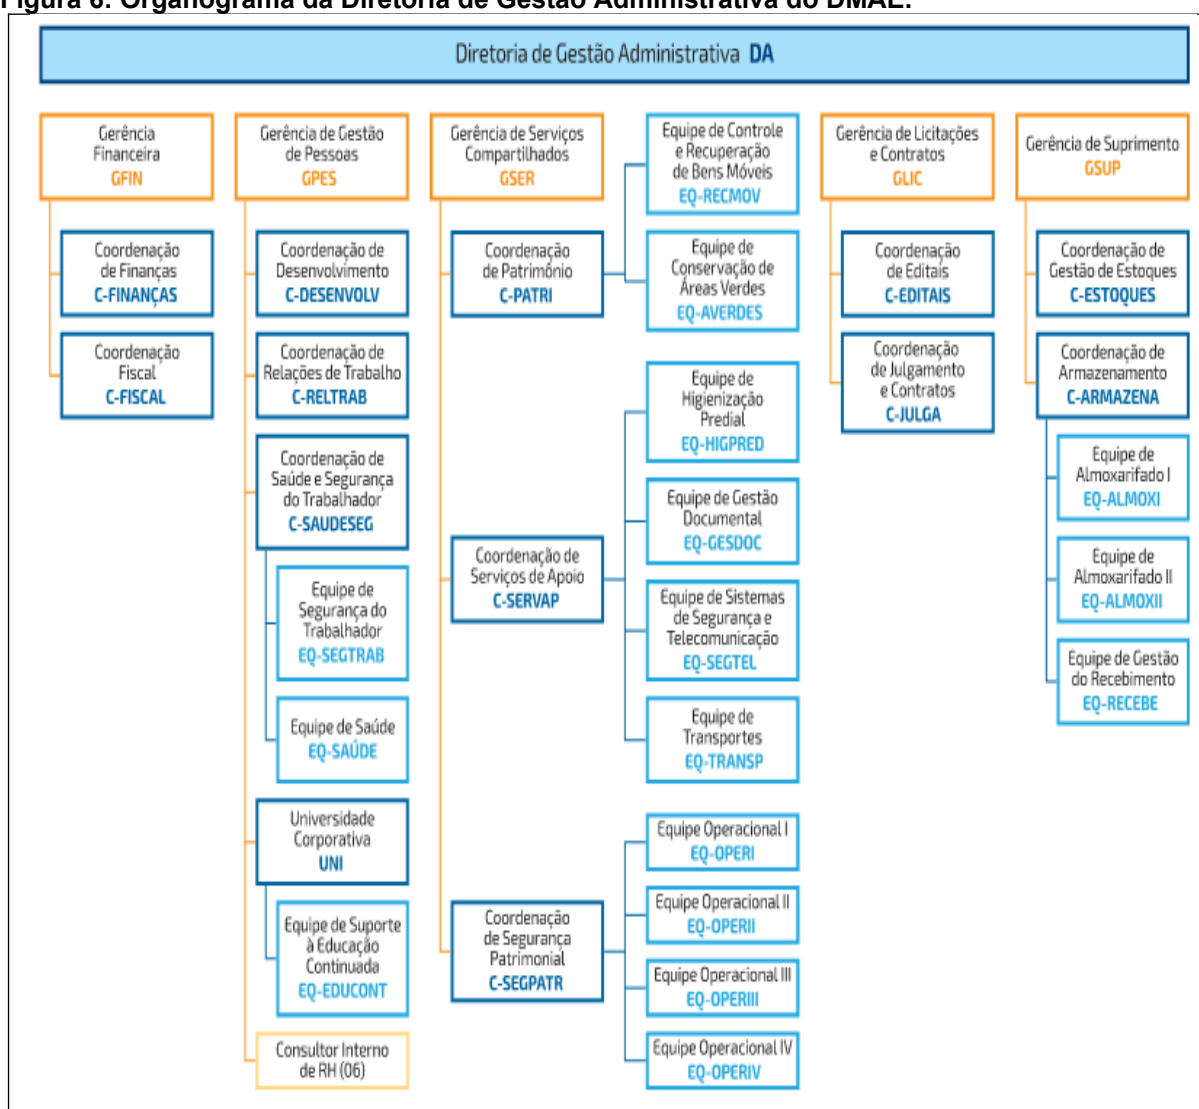 Figura 6: Organograma da Diretoria de Gestão Administrativa do DMAE.
Diretoria de Gestão Administrativa DA
Gerência
Financeira
GFIN
Coordenação
de Finanças
C-FINANÇAS
Coordenação
Fiscal
C-FISCAL
Gerência de Gestão
de Pessoas
GPES
Coordenação de
Desenvolvimento
C-DESENVOLV
Coordenação de
Relações de Trabalho
C-RELTRAB
Coordenação de
Saúde e Segurança
do Trabalhador
C-SAUDESEG
Equipe de
Segurança do
Trabalhador
EQ-SEGTRAB
Equipe de Saúde
EQ-SAÚDE
Universidade
Corporativa
UNI
Equipe de Suporte
à Educação
Continuada
EQ-EDUCONT
Consultor Interno
de RH (06)
Gerência de Serviços
Compartilhados
GSER
Coordenação
de Patrimônio
C-PATRI
Equipe de Controle
e Recuperação
de Bens Móveis
EQ-RECMOV
Equipe de
Conservação de
Áreas Verdes
EQ-AVERDES
Coordenação de
Serviços de Apoio
C-SERVAP
Equipe de
Higienização
Predial
EQ-HIGPRED
Equipe de Gestão
Documental
EQ-GESDOC
Equipe de Sistemas
de Segurança e
Telecomunicação
EQ-SEGTEL
Equipe de
Transportes
EQ-TRANSP
Coordenação
de Segurança
Patrimonial
C-SEGPATR
Equipe Operacional I
EQ-OPERI
Equipe Operacional II
EQ-OPERII
Equipe Operacional III
EQ-OPERIII
Equipe Operacional IV
EQ-OPERIV
Gerência de Licitações
e Contratos
GLIC
Coordenação
de Editais
C-EDITAIS
Coordenação
de Julgamento
e Contratos
C-JULGA
Gerência de Suprimento
GSUP
Coordenação de
Gestão de Estoques
C-ESTOQUES
Coordenação de
Armazenamento
C-ARMAZENA
Equipe de
Almoxarifado I
EQ-ALMOXI
Equipe de
Almoxarifado II
EQ-ALMOXII
Equipe de Gestão
do Recebimento
EQ-RECEBE